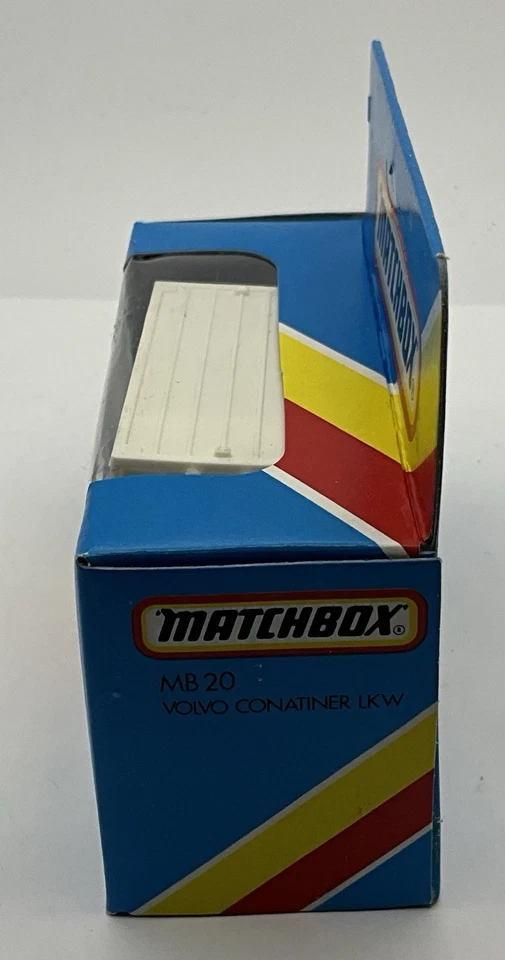 MATCHBOX®
MATCHBOX®
MB 20
VOLVO CONATINER LKW